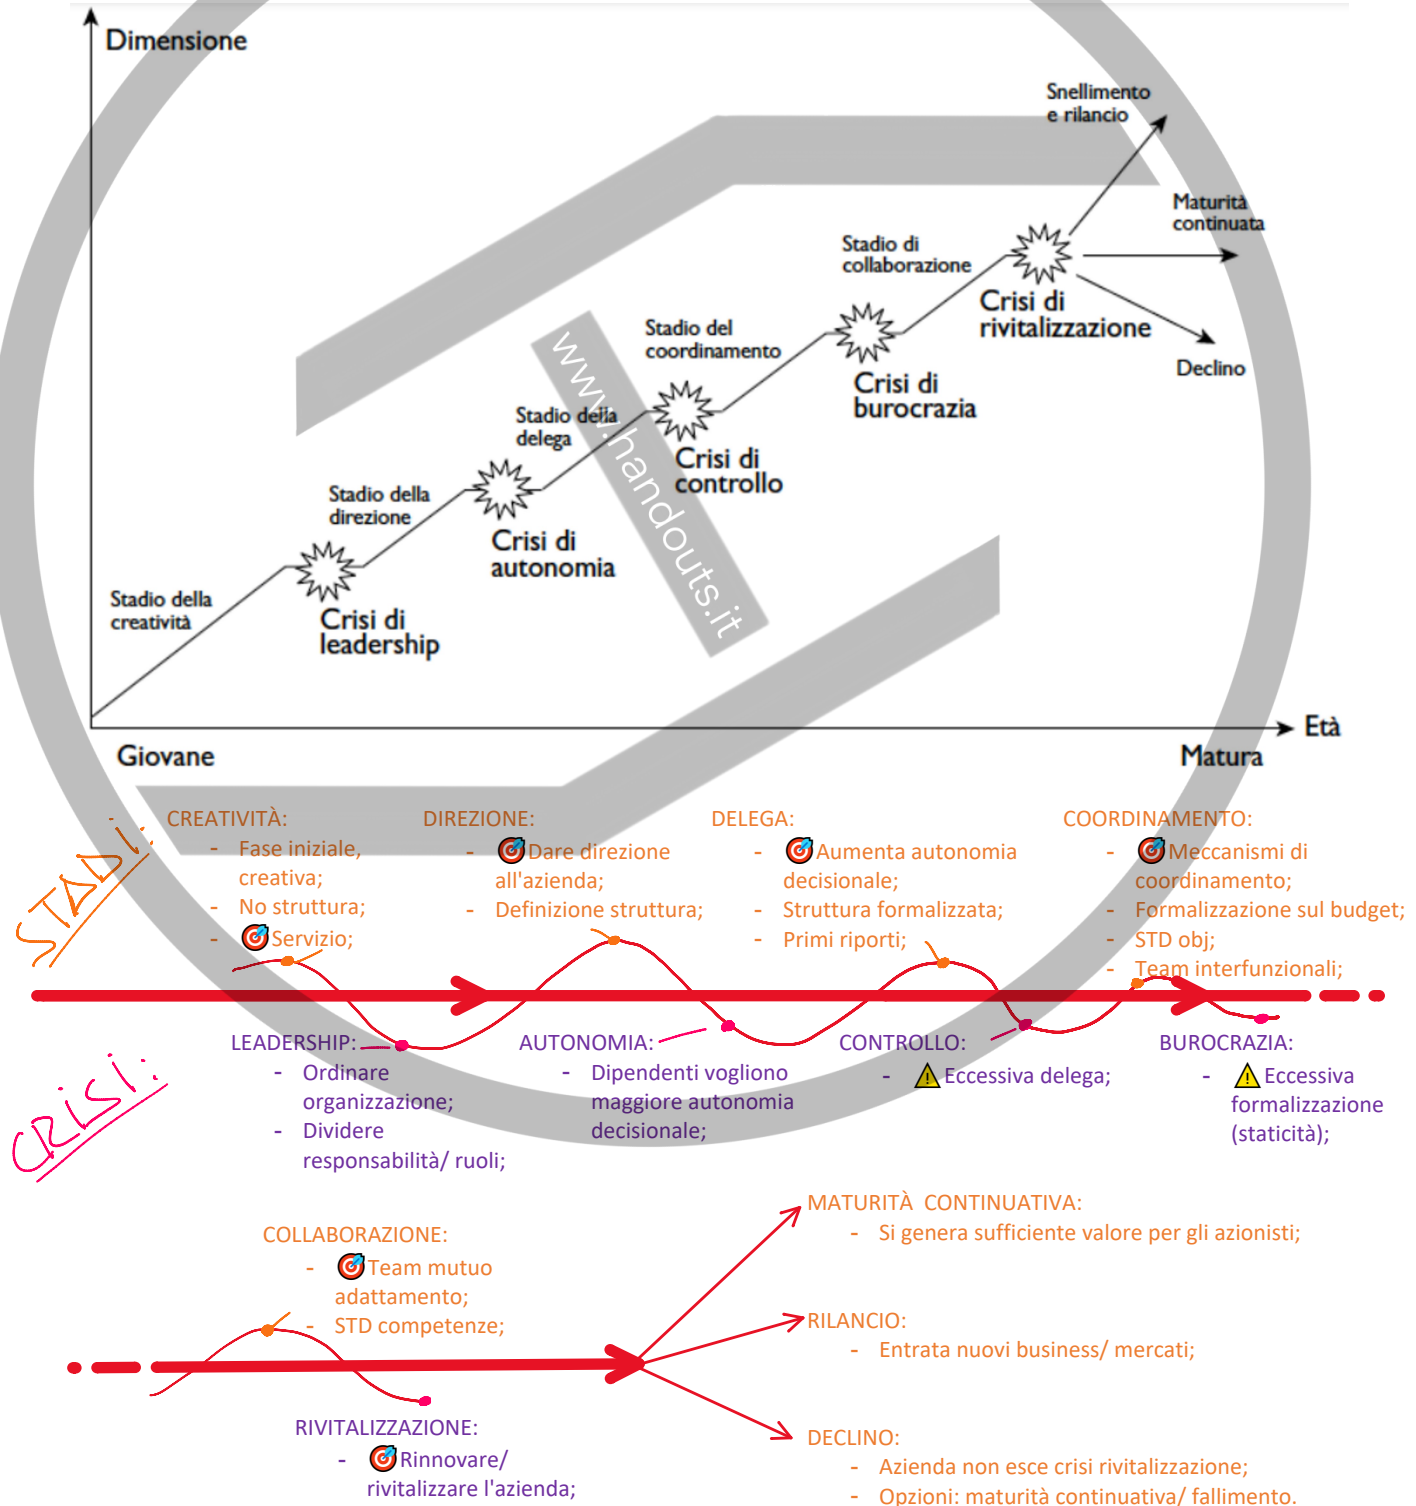 Dimensione
Snellimento
e rilancio
Maturità
continuata
Stadio di
collaborazione
Crisi di
rivitalizzazione
Declino
Stadio del
coordinamento
Crisi di
burocrazia
Stadio della
delega
Crisi di
controllo
Stadio della
direzione
Crisi di
autonomia
Stadio della
creatività
Crisi di
leadership
www.handouts.it
Età
Giovane
Matura
STADI:
CREATIVITÀ:
- Fase iniziale,
creativa;
- No struttura;
- 🎯Servizio;
DIREZIONE:
- 🎯Dare direzione
all'azienda;
- Definizione struttura;
DELEGA:
- 🎯Aumenta autonomia
decisionale;
- Struttura formalizzata;
- Primi riporti;
COORDINAMENTO:
- 🎯Meccanismi di
coordinamento;
- Formalizzazione sul budget;
- STD obj;
- Team interfunzionali;
CRISI:
LEADERSHIP:
- Ordinare
organizzazione;
- Dividere
responsabilità/ ruoli;
AUTONOMIA:
- Dipendenti vogliono
maggiore autonomia
decisionale;
CONTROLLO:
- ⚠Eccessiva delega;
BUROCRAZIA:
- ⚠Eccessiva
formalizzazione
(staticità);
COLLABORAZIONE:
- 🎯Team mutuo
adattamento;
- STD competenze;
RIVITALIZZAZIONE:
- 🎯Rinnovare/
rivitalizzare l'azienda;
MATURITÀ CONTINUATIVA:
- Si genera sufficiente valore per gli azionisti;
RILANCIO:
- Entrata nuovi business/ mercati;
DECLINO:
- Azienda non esce crisi rivitalizzazione;
- Opzioni: maturità continuativa/ fallimento.